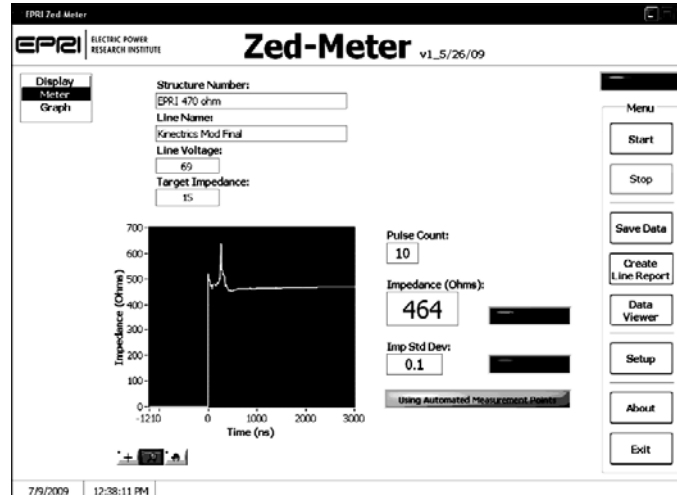 EPRI Zed Meter
EPRI
ELECTRIC POWER
RESEARCH INSTITUTE
Zed-Meter v1_5/26/09
Display
Meter
Graph
Structure Number:
EPRI 470 ohm
Line Name:
Kinectrics Mod Final
Line Voltage:
69
Target Impedance:
15
700
600
500
400
300
200
100
0
Impedance (Ohms)
-1210 0 1000 2000 3000
Time (ns)
Pulse Count:
10
Impedance (Ohms):
464
Imp Std Dev:
0.1
Using Automated Measurement Points
Menu
Start
Stop
Save Data
Create
Line Report
Data
Viewer
Setup
About
Exit
7/9/2009 12:38:11 PM